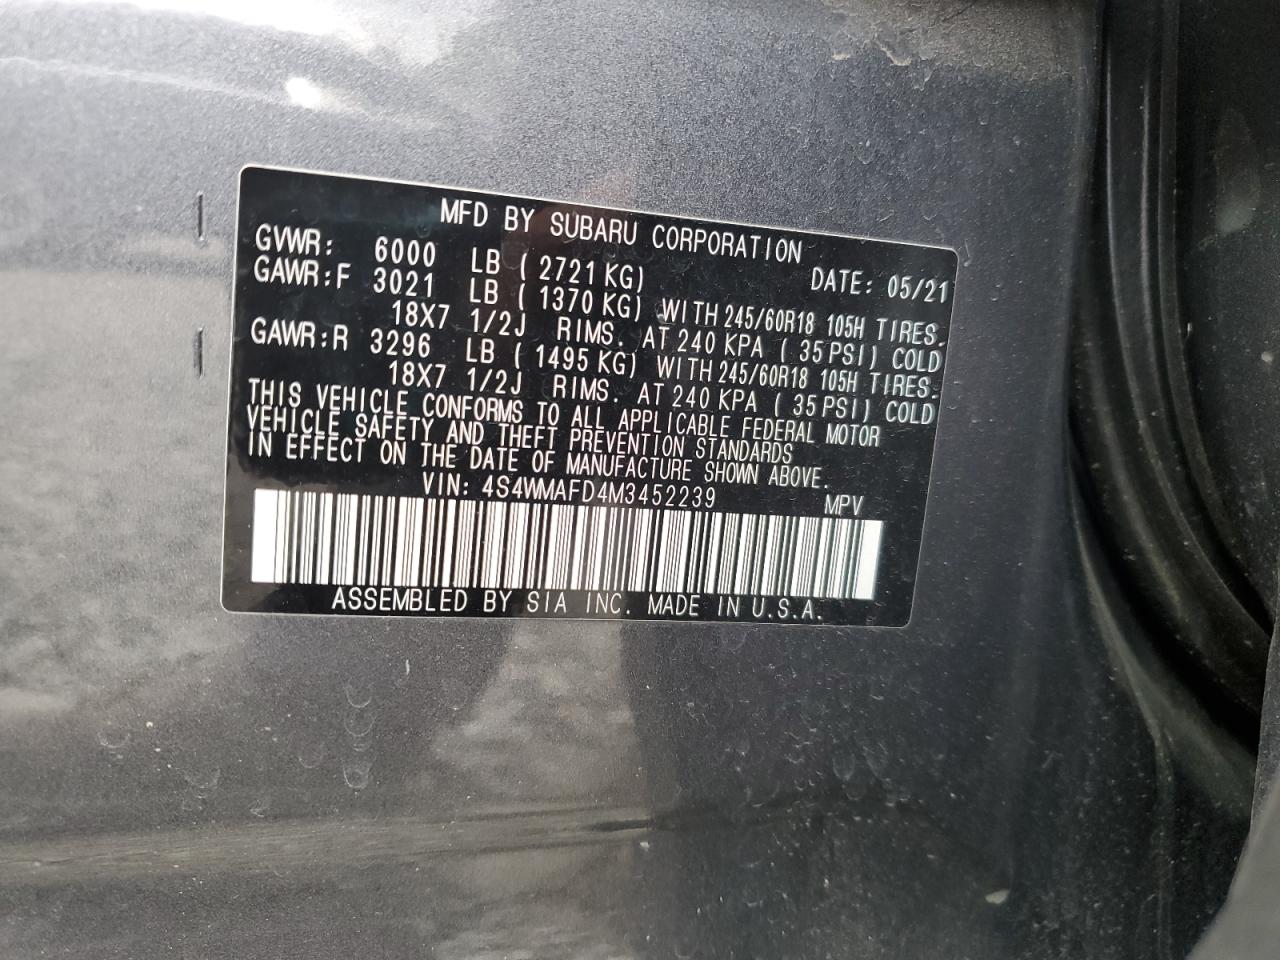 MFD BY SUBARU CORPORATION
DATE: 05/21
GVWR: 6000 LB ( 2721 KG)
GAWR:F 3021 LB ( 1370 KG) WITH 245/60R18 105H TIRES.
18X7 1/2J RIMS. AT 240 KPA ( 35 PSI) COLD
GAWR:R 3296 LB ( 1495 KG) WITH 245/60R18 105H TIRES.
18X7 1/2J RIMS. AT 240 KPA ( 35 PSI) COLD
THIS VEHICLE CONFORMS TO ALL APPLICABLE FEDERAL MOTOR
VEHICLE SAFETY AND THEFT PREVENTION STANDARDS
IN EFFECT ON THE DATE OF MANUFACTURE SHOWN ABOVE.
VIN: 4S4WMAFD4M3452239 MPV
ASSEMBLED BY SIA INC. MADE IN U.S.A.